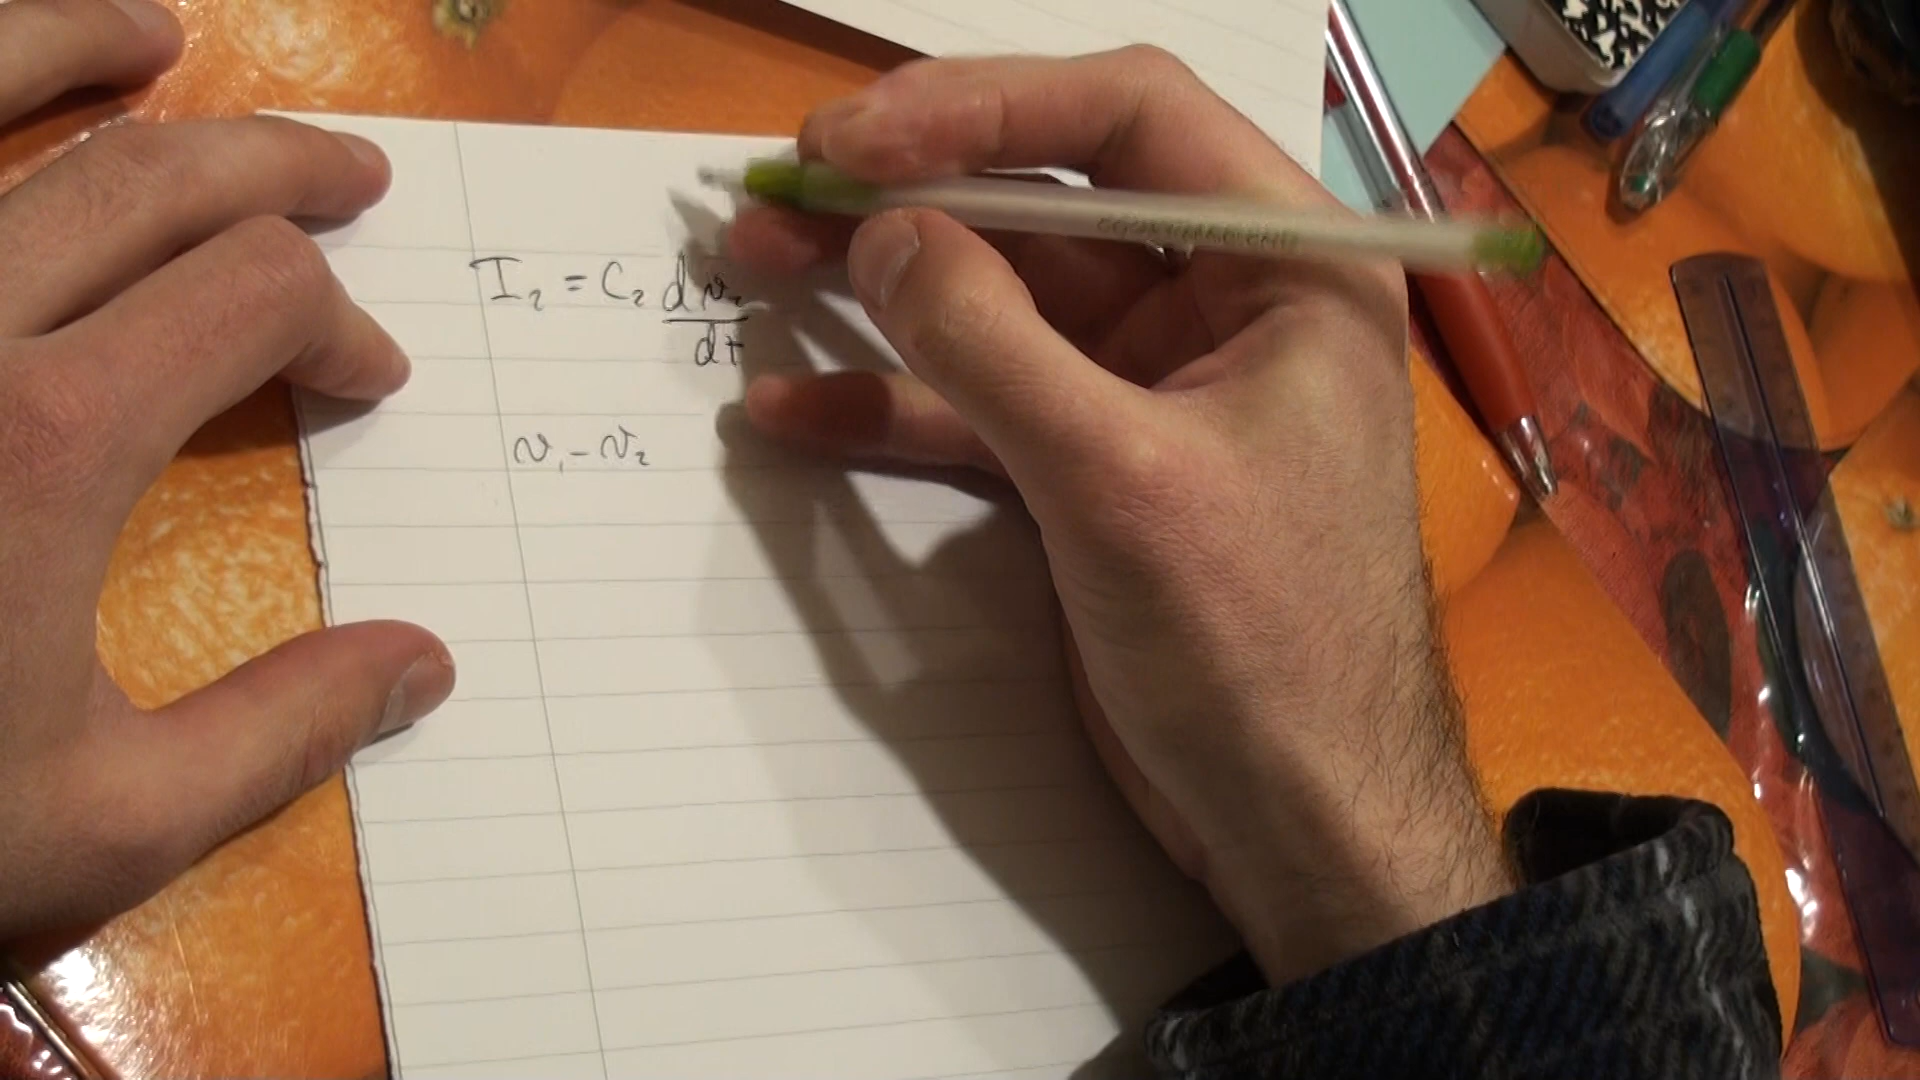 I₂ = C₂ dv₂/dt
v₁ - v₂